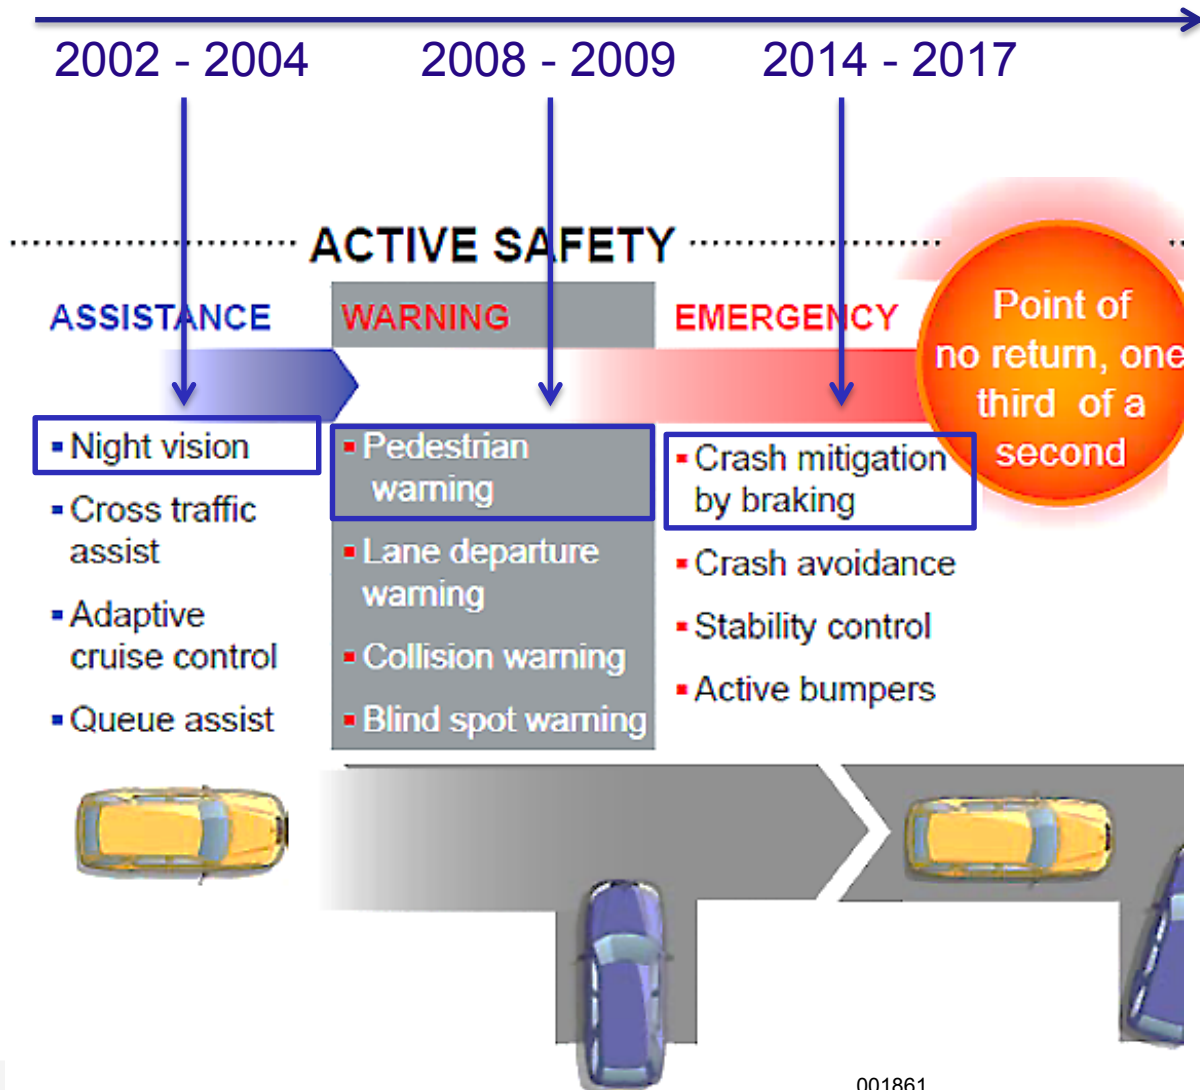 2002 - 2004
2008 - 2009
2014 - 2017
ACTIVE SAFETY
ASSISTANCE
WARNING
EMERGENCY
Point of
no return, one
third of a
second
▪ Night vision
▪ Cross traffic
assist
▪ Adaptive
cruise control
▪ Queue assist
▪ Pedestrian
warning
▪ Lane departure
warning
▪ Collision warning
▪ Blind spot warning
▪ Crash mitigation
by braking
▪ Crash avoidance
▪ Stability control
▪ Active bumpers
001861